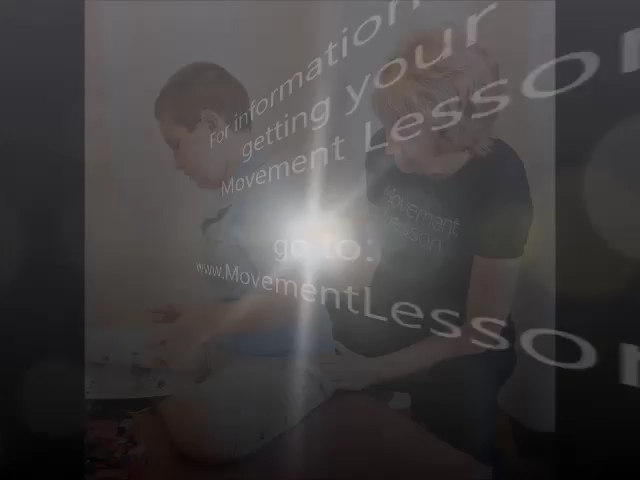 For information
getting your
Movement Lesson
go to:
www.MovementLesson
Movement
Lesson